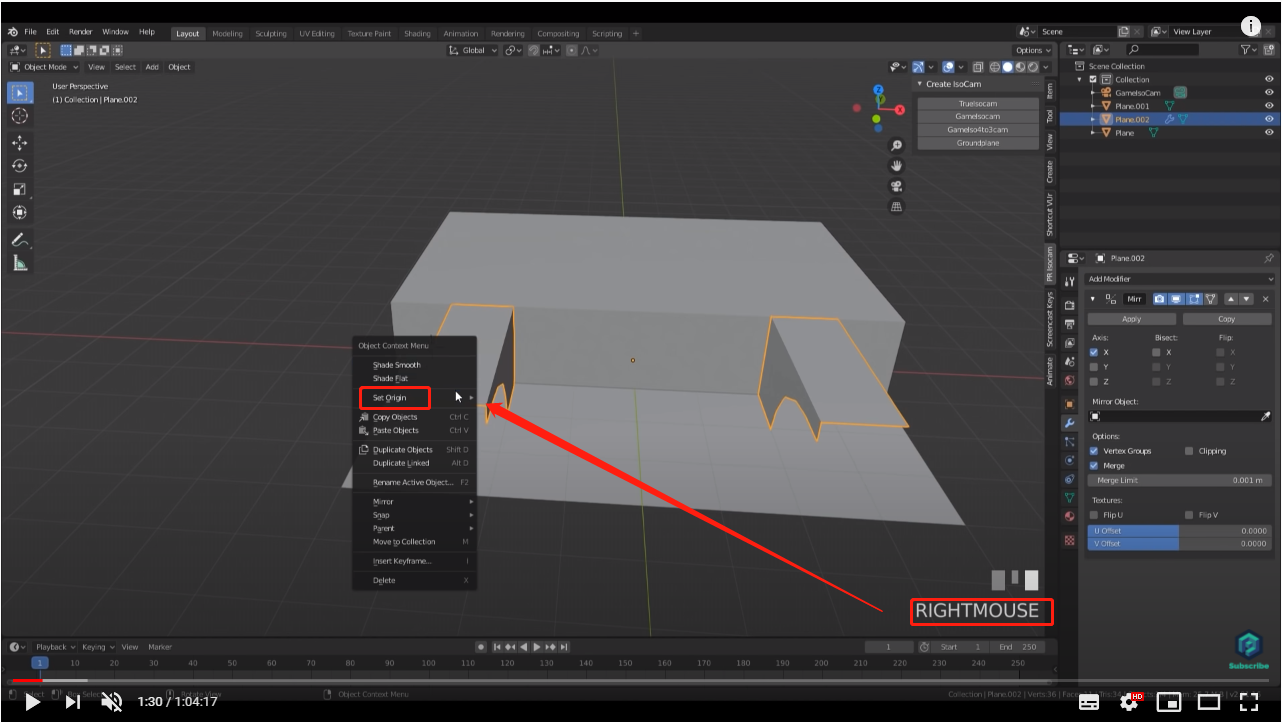 File Edit Render Window Help Layout Modeling Sculpting UV Editing Texture Paint Shading Animation Rendering Compositing Scripting + Scene View Layer
Global Options
Object Mode View Select Add Object
User Perspective
(1) Collection | Plane.002
Z
X
Create IsoCam
TrueIsocam
GameIsocam
GameIso4to3cam
Groundplane
Item
Tool
View
Create
Shortcut VUr
PR Isocam
Screencast Keys
Animate
Scene Collection
Collection
GameIsoCam
Plane.001
Plane.002
Plane
Plane.002
Add Modifier
Mirr
Apply Copy
Axis: Bisect: Flip:
X X X
Y Y Y
Z Z Z
Mirror Object:
Options:
Vertex Groups Clipping
Merge
Merge Limit 0.001 m
Textures:
Flip U Flip V
U Offset 0.0000
V Offset 0.0000
Object Context Menu
Shade Smooth
Shade Flat
Set Origin
Copy Objects Ctrl C
Paste Objects Ctrl V
Duplicate Objects Shift D
Duplicate Linked Alt D
Rename Active Object... F2
Mirror
Snap
Parent
Move to Collection M
Insert Keyframe... I
Delete X
RIGHTMOUSE
Subscribe
Playback Keying View Marker 1 Start 1 End 250
1 10 20 30 40 50 60 70 80 90 100 110 120 130 140 150 160 170 180 190 200 210 220 230 240 250
Select Rotate View Object Context Menu Collection | Plane.002 | Verts:36
1:30 / 1:04:17
HD